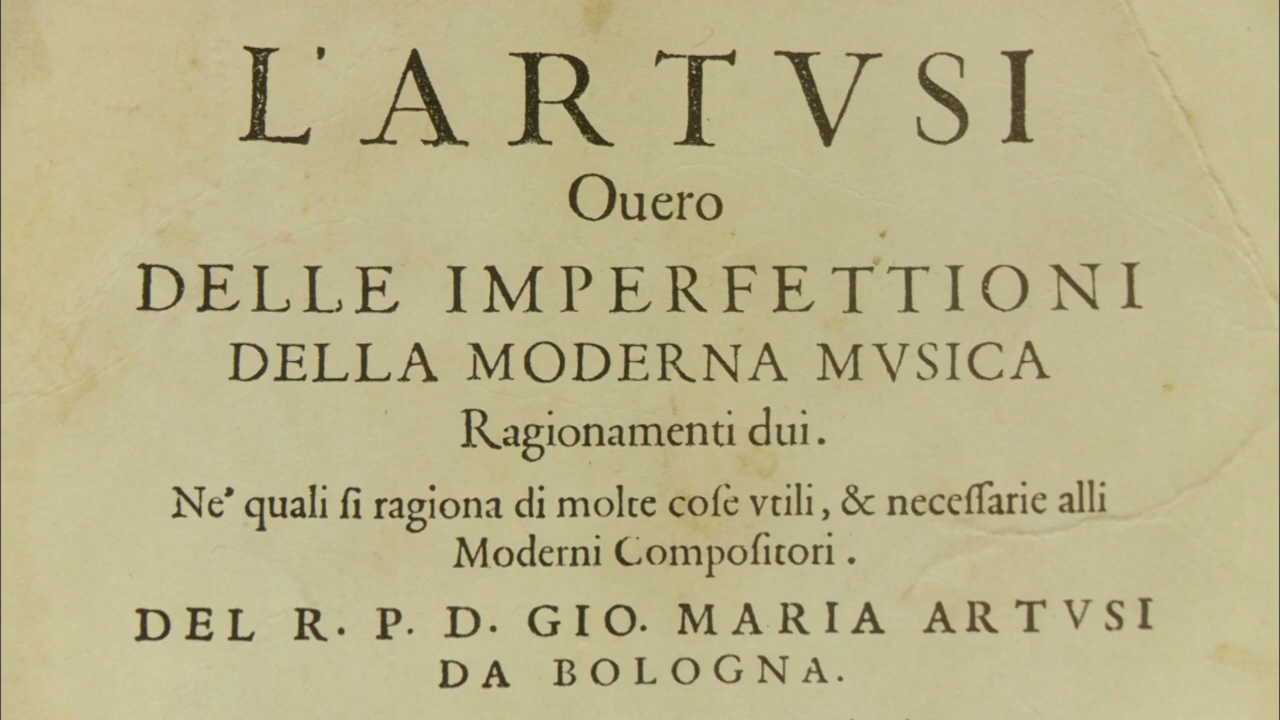 L'ARTVSI
Ouero
DELLE IMPERFETTIONI
DELLA MODERNA MVSICA
Ragionamenti dui.
Ne' quali ſi ragiona di molte coſe vtili, & neceſſarie alli
Moderni Compoſitori.
DEL R. P. D. GIO. MARIA ARTVSI
DA BOLOGNA.